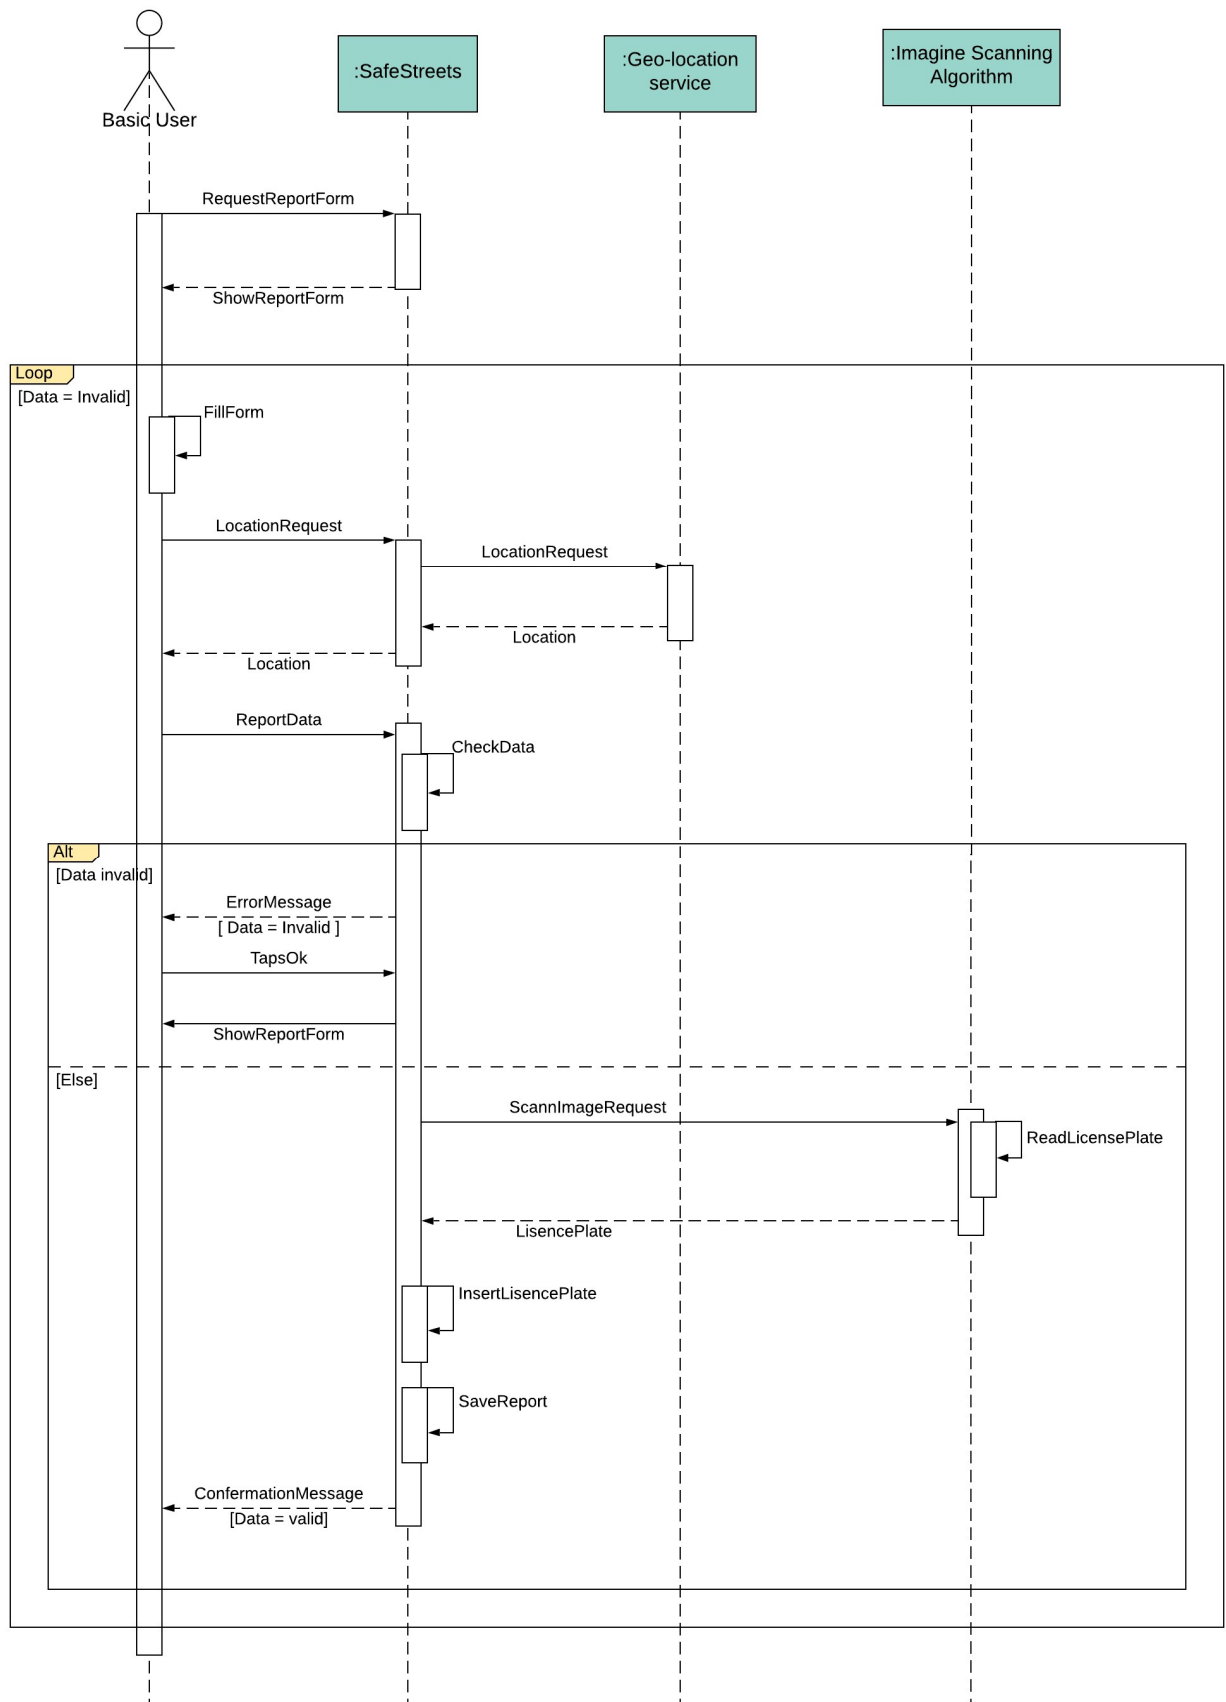 Basic User
:SafeStreets
:Geo-location
service
:Imagine Scanning
Algorithm
RequestReportForm
ShowReportForm
Loop
[Data = Invalid]
FillForm
LocationRequest
LocationRequest
Location
Location
ReportData
CheckData
Alt
[Data invalid]
ErrorMessage
[ Data = Invalid ]
TapsOk
ShowReportForm
[Else]
ScannImageRequest
ReadLicensePlate
LisencePlate
InsertLisencePlate
SaveReport
ConfermationMessage
[Data = valid]